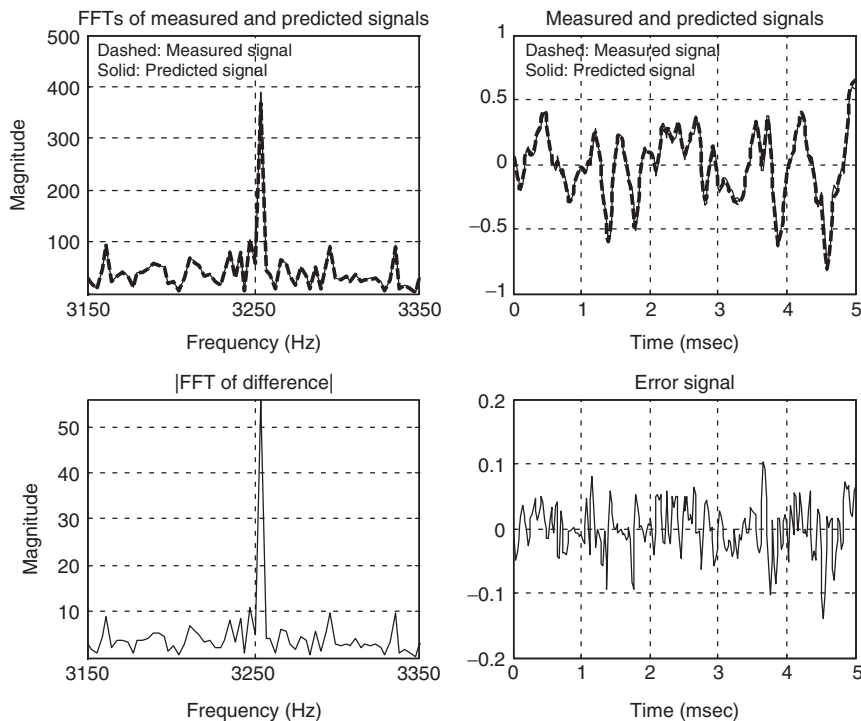 FFTs of measured and predicted signals
500
400
300
200
100
Dashed: Measured signal
Solid: Predicted signal
Magnitude
3150
3250
3350
Frequency (Hz)
Measured and predicted signals
1
0.5
0
−0.5
−1
Dashed: Measured signal
Solid: Predicted signal
0
1
2
3
4
5
Time (msec)
|FFT of difference|
50
40
30
20
10
Magnitude
3150
3250
3350
Frequency (Hz)
Error signal
0.2
0.1
0
−0.1
−0.2
0
1
2
3
4
5
Time (msec)